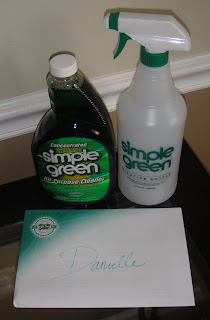 Concentrated
simple
green
All-Purpose Cleaner
simple
green
Danielle